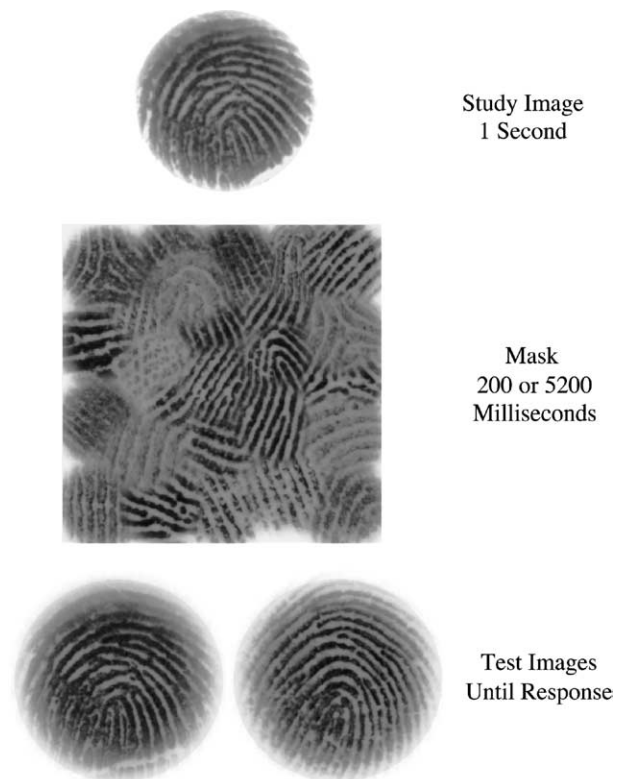 Study Image
1 Second
Mask
200 or 5200
Milliseconds
Test Images
Until Response